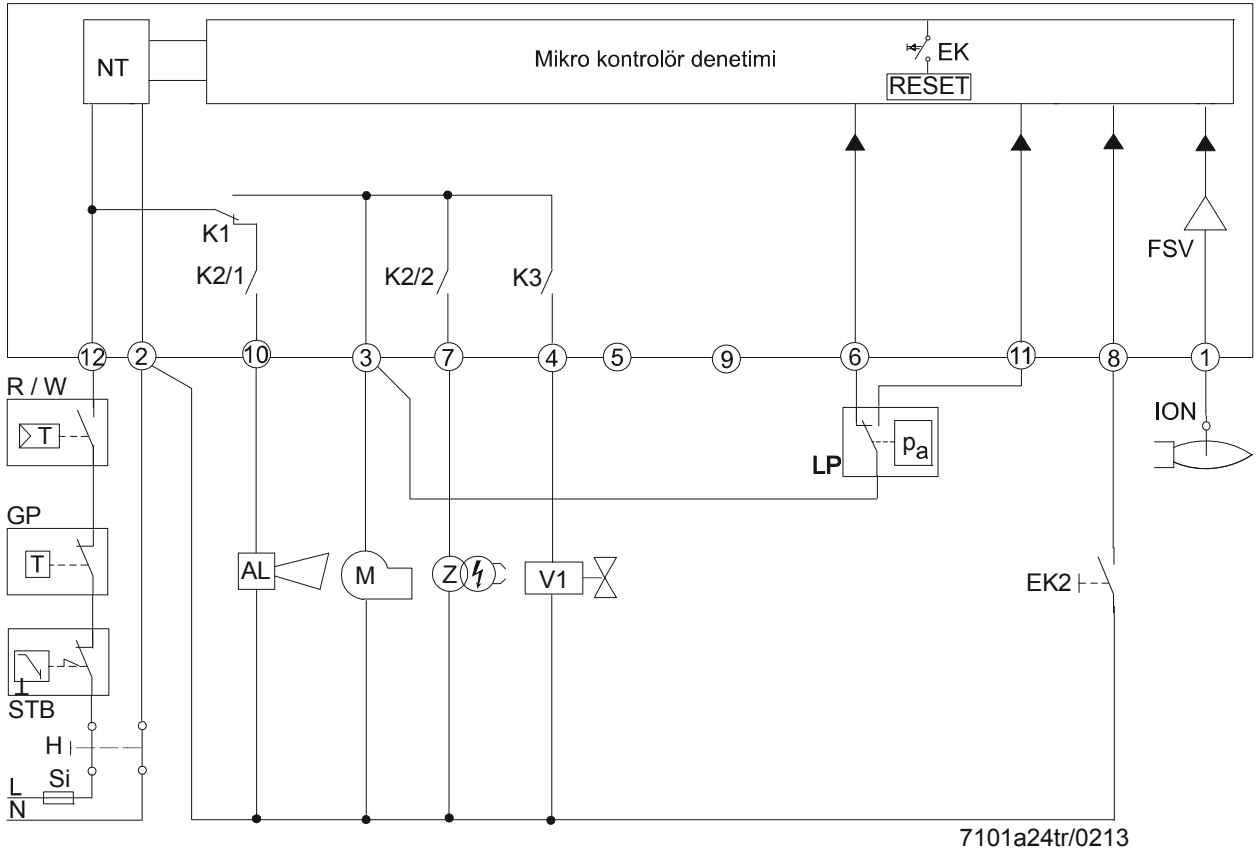 NT
Mikro kontrolör denetimi
EK
RESET
K1
K2/1
K2/2
K3
FSV
12
2
10
3
7
4
5
9
6
11
8
1
R / W
T
GP
T
STB
H
Si
L
N
AL
M
Z
V1
LP
pa
EK2
ION
7101a24tr/0213